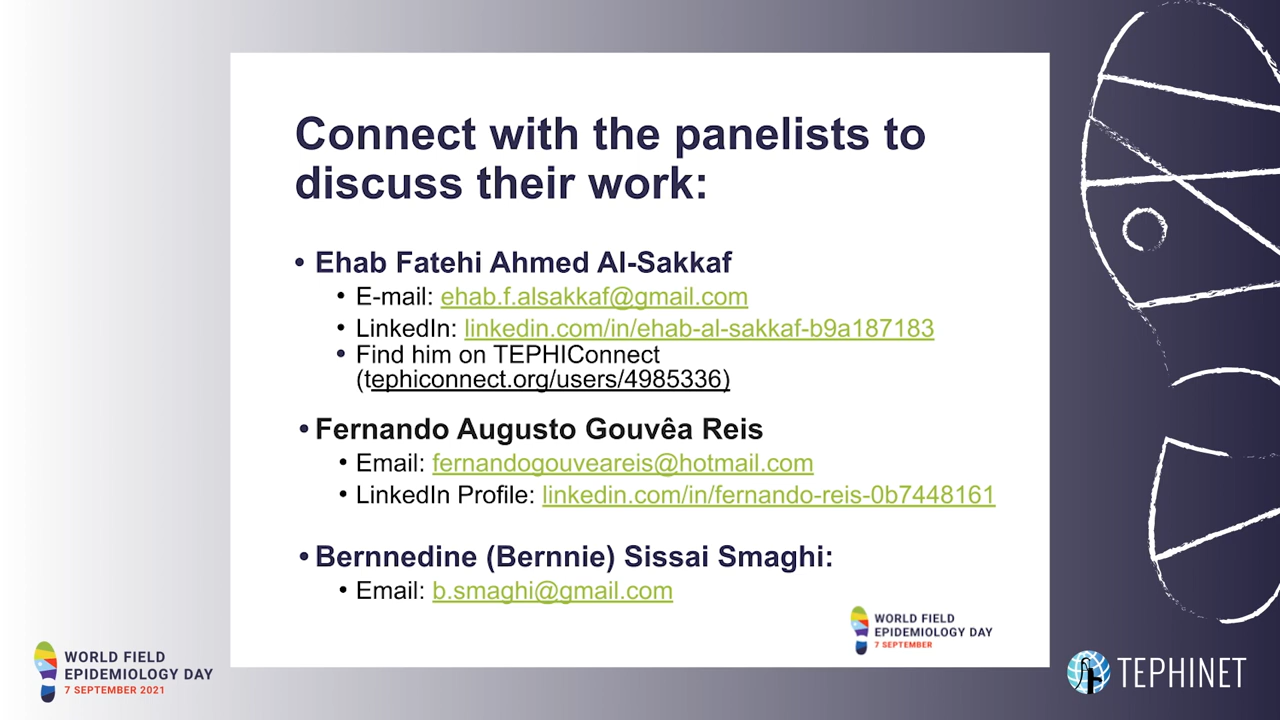 Connect with the panelists to
discuss their work:
• Ehab Fatehi Ahmed Al-Sakkaf
• E-mail: ehab.f.alsakkaf@gmail.com
• LinkedIn: linkedin.com/in/ehab-al-sakkaf-b9a187183
• Find him on TEPHIConnect
(tephiconnect.org/users/4985336)
• Fernando Augusto Gouvêa Reis
• Email: fernandogouveareis@hotmail.com
• LinkedIn Profile: linkedin.com/in/fernando-reis-0b7448161
• Bernnedine (Bernnie) Sissai Smaghi:
• Email: b.smaghi@gmail.com
WORLD FIELD
EPIDEMIOLOGY DAY
7 SEPTEMBER
WORLD FIELD
EPIDEMIOLOGY DAY
7 SEPTEMBER 2021
TEPHINET